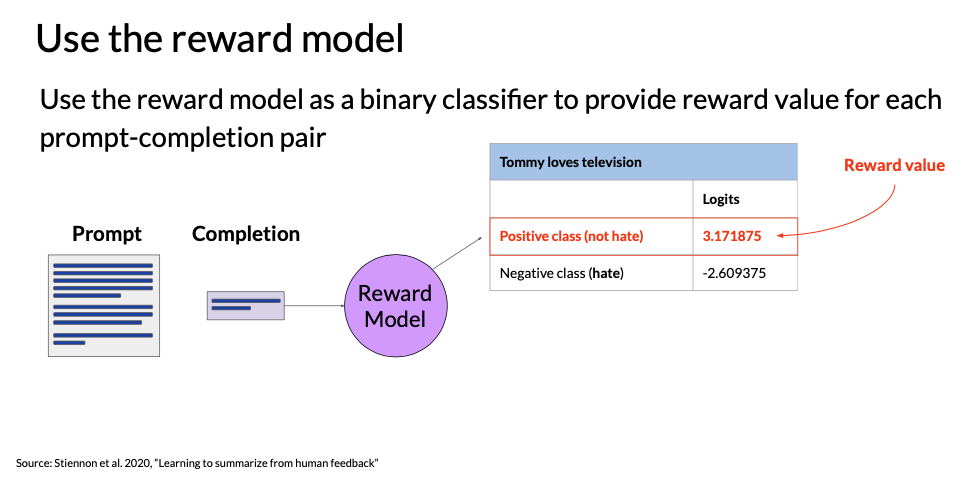 Use the reward model
Use the reward model as a binary classifier to provide reward value for each
prompt-completion pair
Tommy loves television
Reward value
Logits
Prompt
Completion
Positive class (not hate)
3.171875
Negative class (hate)
-2.609375
Reward
Model
Source: Stiennon et al. 2020, “Learning to summarize from human feedback”